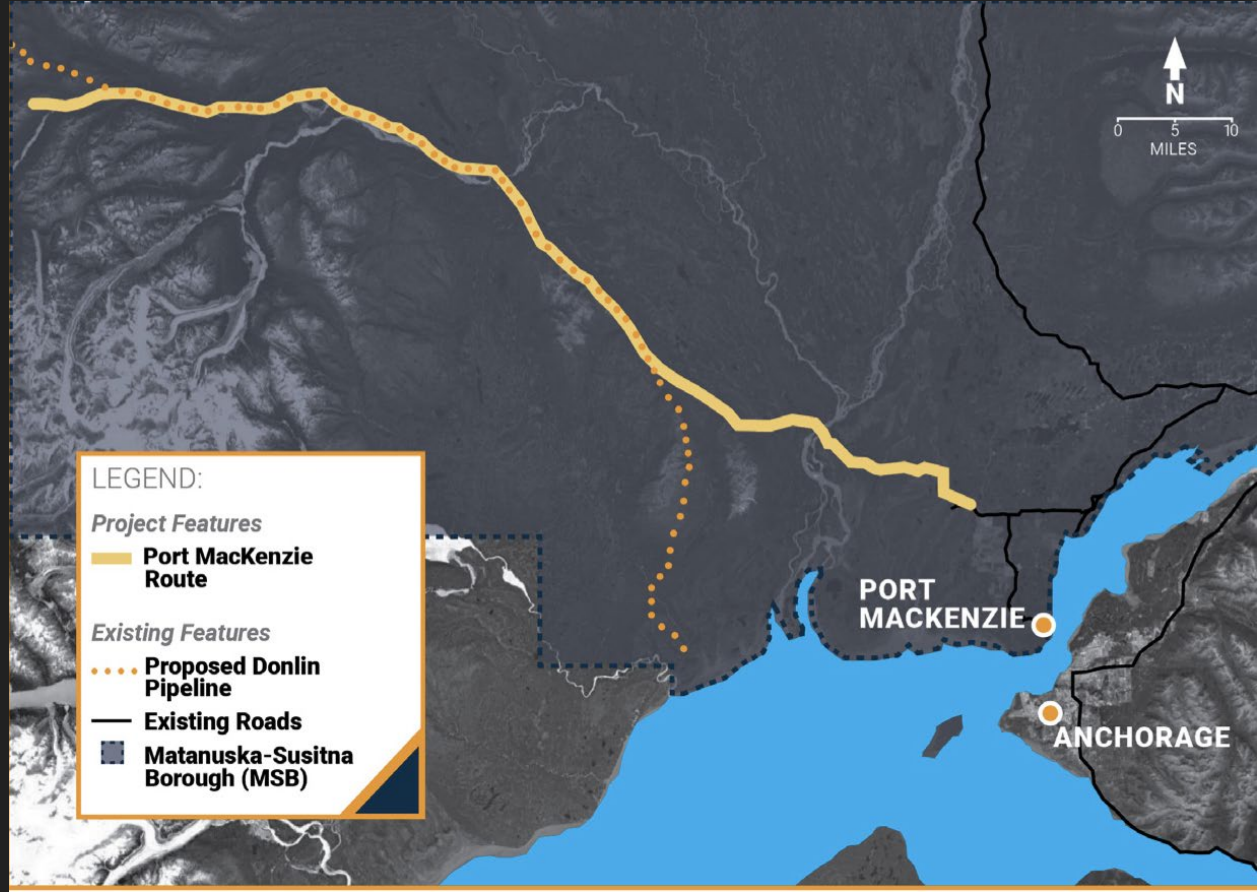 N
0 5 10
MILES
LEGEND:
Project Features
Port MacKenzie
Route
Existing Features
Proposed Donlin
Pipeline
Existing Roads
Matanuska-Susitna
Borough (MSB)
PORT
MACKENZIE
ANCHORAGE